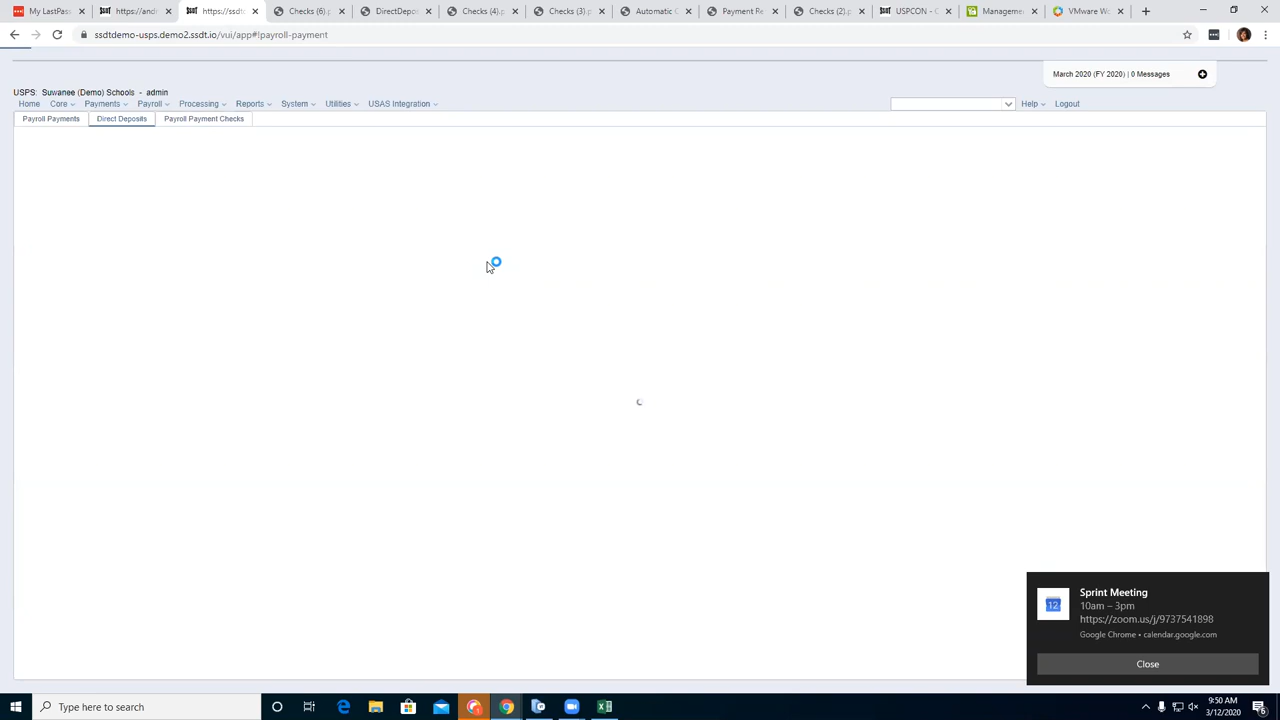 My LastPas
https://andr
https://ssdt
Checks (6).p
DirectDepos
Checks (4).p
Checks (3).p
Automatic C
Payment Re
Checks (2).p
USPCON - C
Manageme
VMware Wo
ssdtdemo-usps.demo2.ssdt.io/vui/app#!payroll-payment
March 2020 (FY 2020) | 0 Messages
USPS: Suwanee (Demo) Schools - admin
Home Core Payments Payroll Processing Reports System Utilities USAS Integration Help Logout
Payroll Payments Direct Deposits Payroll Payment Checks
Sprint Meeting
10am – 3pm
https://zoom.us/j/9737541898
Google Chrome • calendar.google.com
Close
Type here to search
9:50 AM
3/12/2020